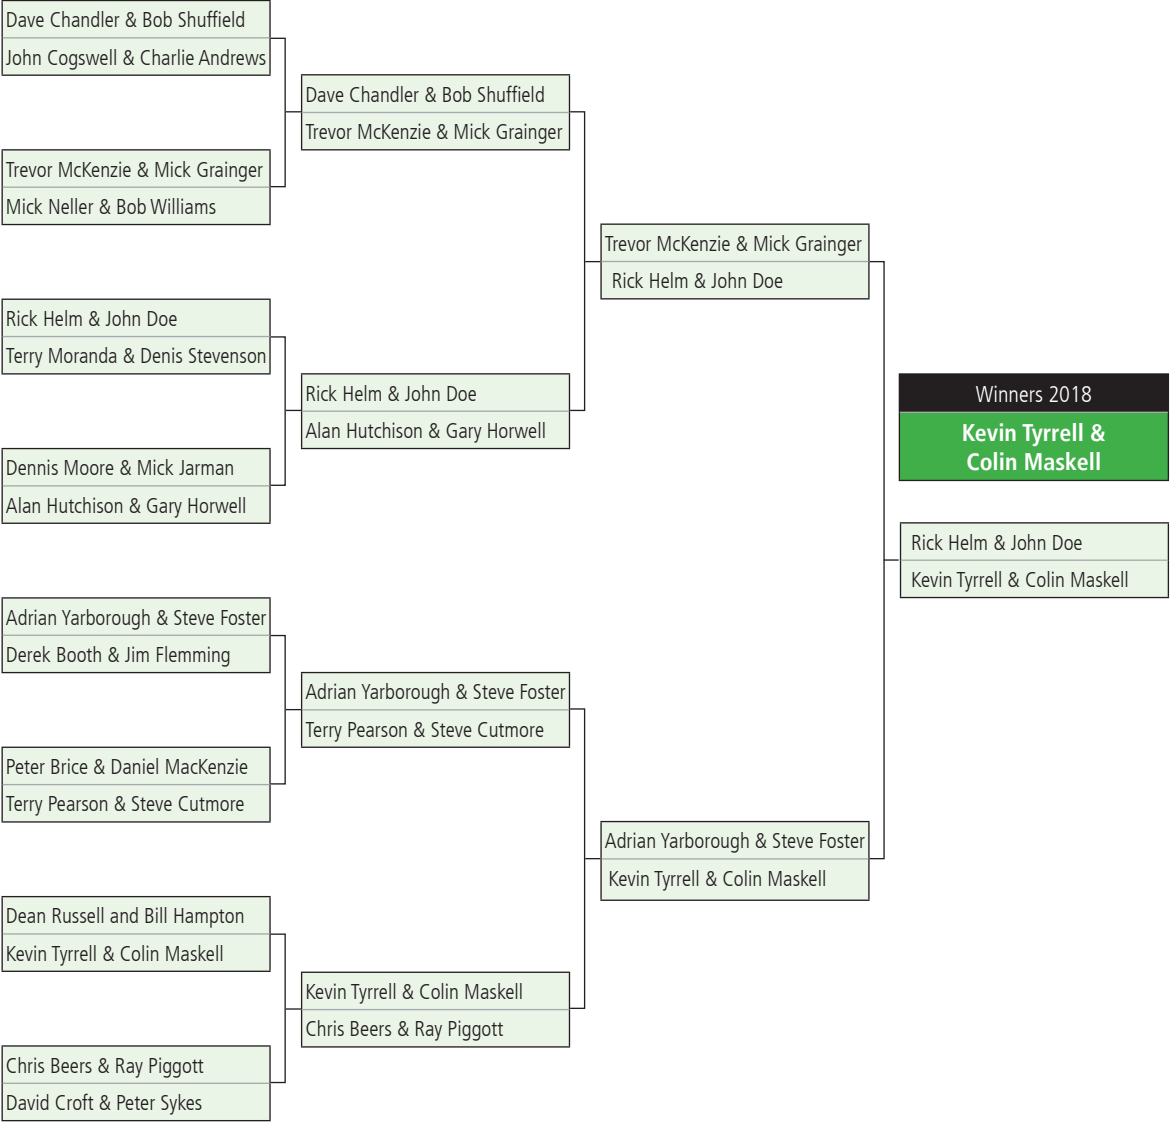 Dave Chandler & Bob Shuffield
John Cogswell & Charlie Andrews
Trevor McKenzie & Mick Grainger
Mick Neller & Bob Williams
Rick Helm & John Doe
Terry Moranda & Denis Stevenson
Dennis Moore & Mick Jarman
Alan Hutchison & Gary Horwell
Adrian Yarborough & Steve Foster
Derek Booth & Jim Flemming
Peter Brice & Daniel MacKenzie
Terry Pearson & Steve Cutmore
Dean Russell and Bill Hampton
Kevin Tyrrell & Colin Maskell
Chris Beers & Ray Piggott
David Croft & Peter Sykes
Dave Chandler & Bob Shuffield
Trevor McKenzie & Mick Grainger
Rick Helm & John Doe
Alan Hutchison & Gary Horwell
Adrian Yarborough & Steve Foster
Terry Pearson & Steve Cutmore
Kevin Tyrrell & Colin Maskell
Chris Beers & Ray Piggott
Trevor McKenzie & Mick Grainger
Rick Helm & John Doe
Adrian Yarborough & Steve Foster
Kevin Tyrrell & Colin Maskell
Winners 2018
Kevin Tyrrell &
Colin Maskell
Rick Helm & John Doe
Kevin Tyrrell & Colin Maskell